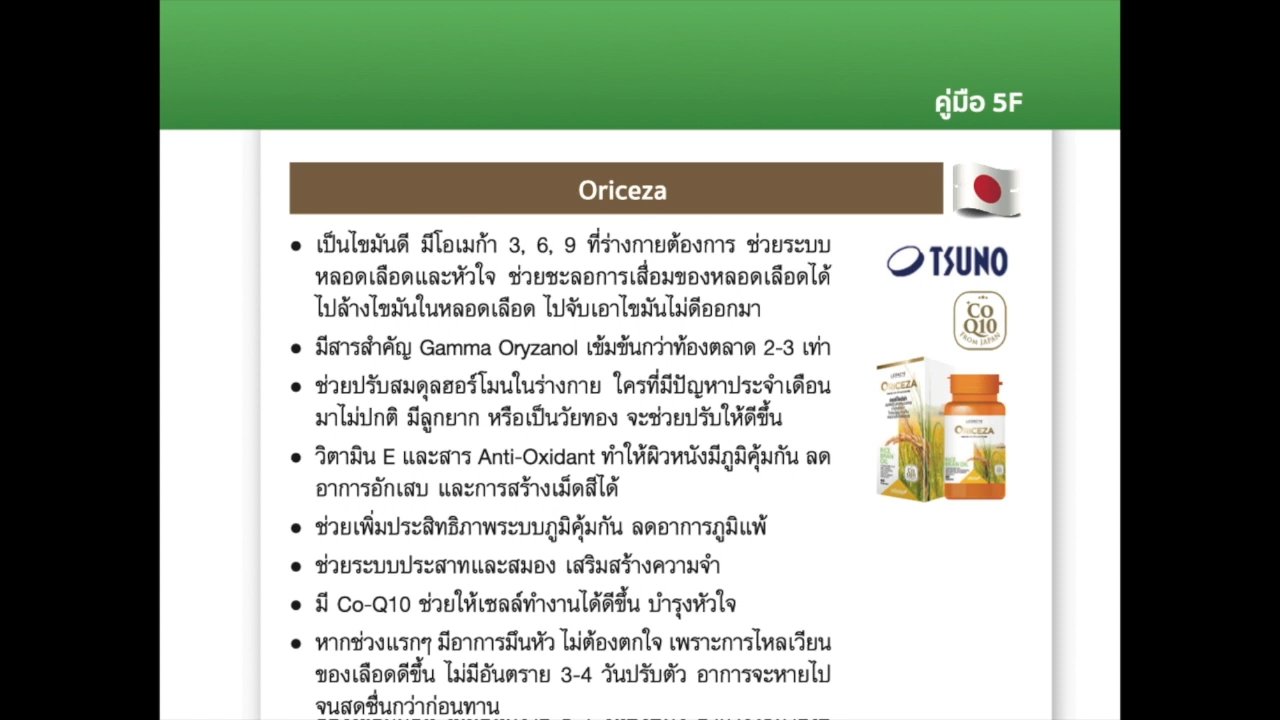 คู่มือ 5F
Oriceza
• เป็นไขมันดี มีโอเมก้า 3, 6, 9 ที่ร่างกายต้องการ ช่วยระบบ
หลอดเลือดและหัวใจ ช่วยชะลอการเสื่อมของหลอดเลือดได้
ไปล้างไขมันในหลอดเลือด ไปจับเอาไขมันไม่ดีออกมา
• มีสารสำคัญ Gamma Oryzanol เข้มข้นกว่าท้องตลาด 2-3 เท่า
• ช่วยปรับสมดุลฮอร์โมนในร่างกาย ใครที่มีปัญหาประจำเดือน
มาไม่ปกติ มีลูกยาก หรือเป็นวัยทอง จะช่วยปรับให้ดีขึ้น
• วิตามิน E และสาร Anti-Oxidant ทำให้ผิวหนังมีภูมิคุ้มกัน ลด
อาการอักเสบ และการสร้างเม็ดสีได้
• ช่วยเพิ่มประสิทธิภาพระบบภูมิคุ้มกัน ลดอาการภูมิแพ้
• ช่วยระบบประสาทและสมอง เสริมสร้างความจำ
• มี Co-Q10 ช่วยให้เซลล์ทำงานได้ดีขึ้น บำรุงหัวใจ
• หากช่วงแรกๆ มีอาการมึนหัว ไม่ต้องตกใจ เพราะการไหลเวียน
ของเลือดดีขึ้น ไม่มีอันตราย 3-4 วันปรับตัว อาการจะหายไป
จนสดชื่นกว่าก่อนทาน
TSUNO
Co
Q10
FROM JAPAN
ORICEZA
ORICEZA
RICE
BRAN OIL